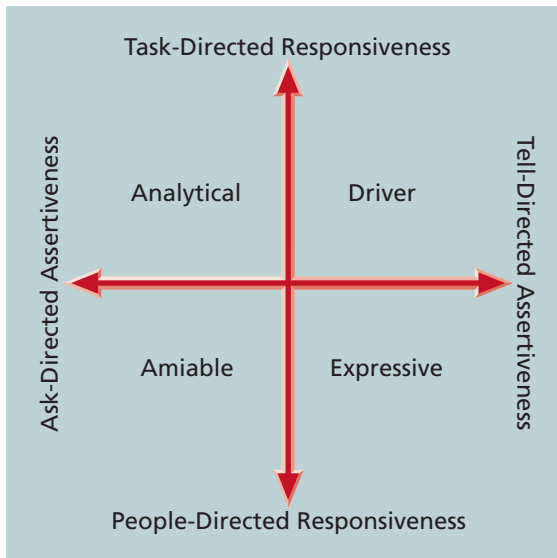 Task-Directed Responsiveness
Ask-Directed Assertiveness
Tell-Directed Assertiveness
Analytical
Driver
Amiable
Expressive
People-Directed Responsiveness